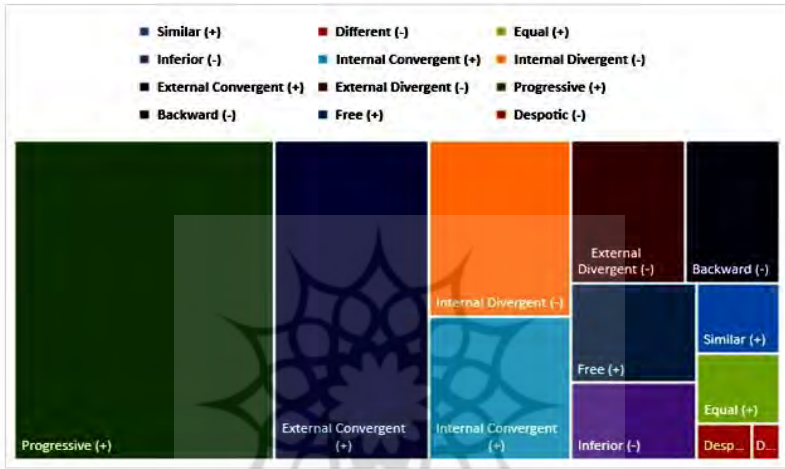 Similar (+)
Different (-)
Equal (+)
Inferior (-)
Internal Convergent (+)
Internal Divergent (-)
External Convergent (+)
External Divergent (-)
Progressive (+)
Backward (-)
Free (+)
Despotic (-)
Progressive (+)
External Convergent
(+)
Internal Divergent (-)
Internal Convergent
(+)
External
Divergent (-)
Backward (-)
Free (+)
Similar (+)
Equal (+)
Inferior (-)
Desp...
D...